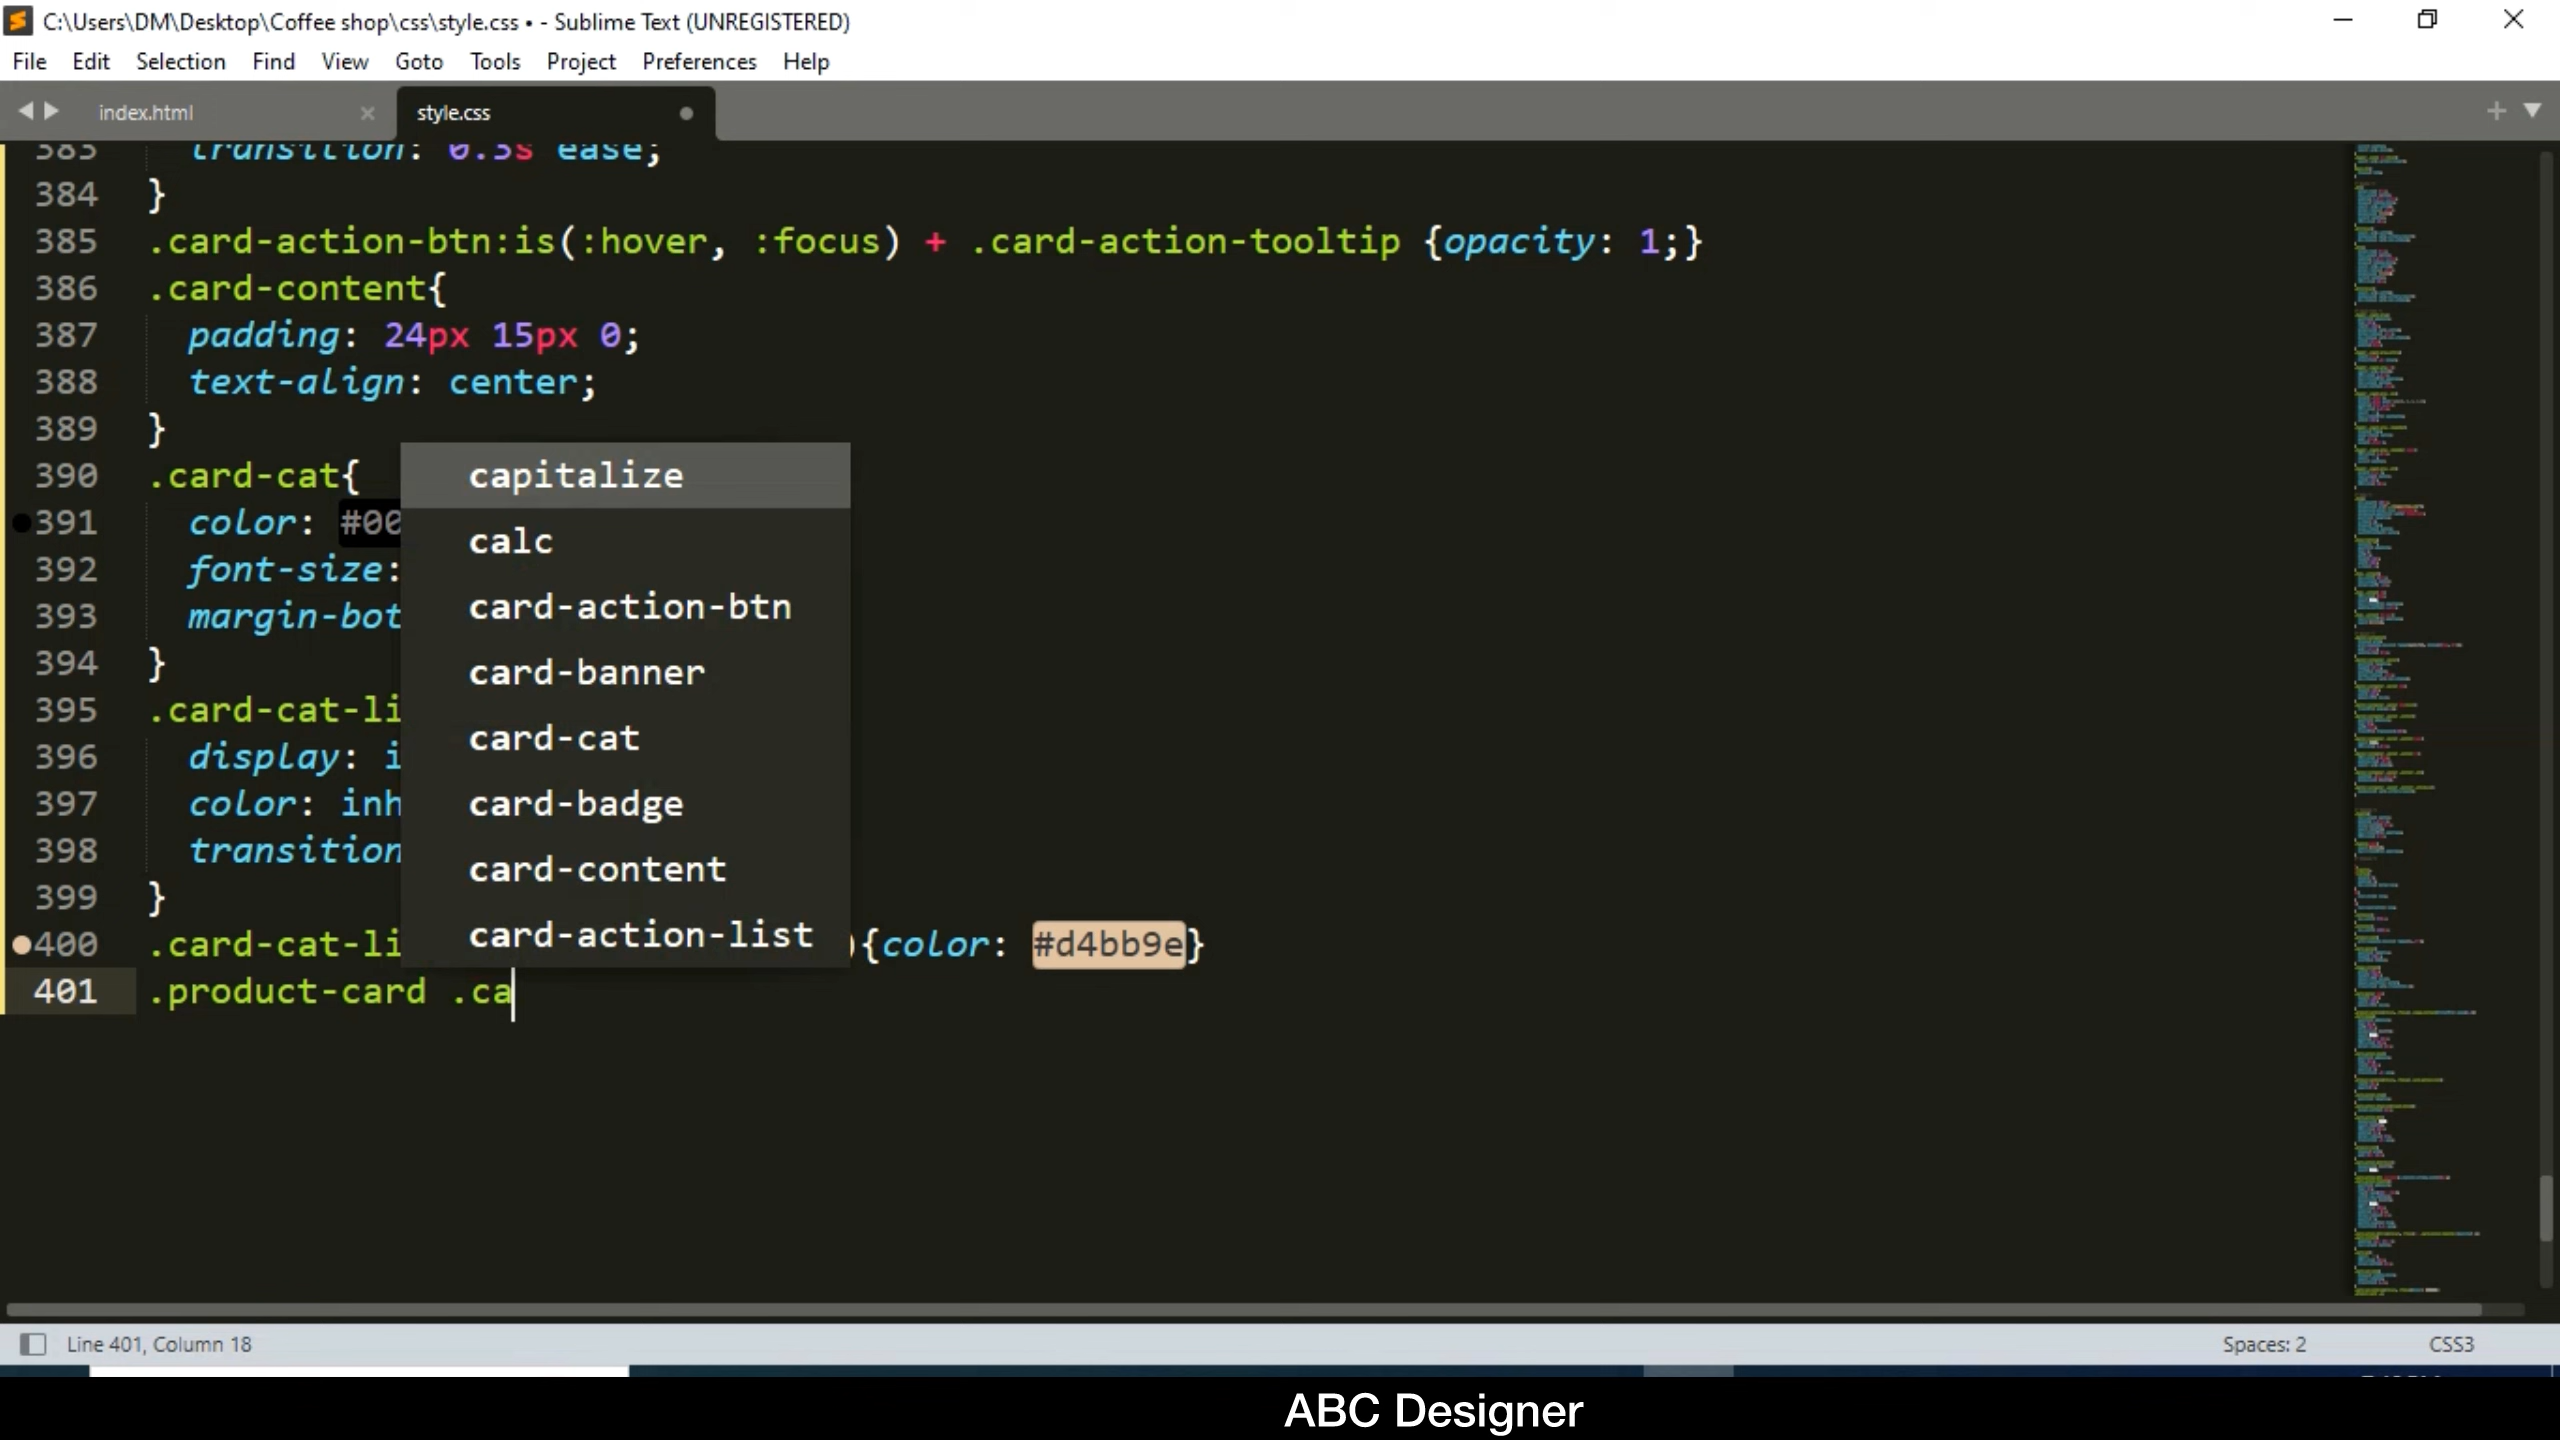 C:\Users\DM\Desktop\Coffee shop\css\style.css • - Sublime Text (UNREGISTERED)
File Edit Selection Find View Goto Tools Project Preferences Help
index.html
style.css
383 transition: 0.3s ease;
384 }
385 .card-action-btn:is(:hover, :focus) + .card-action-tooltip {opacity: 1;}
386 .card-content{
387 padding: 24px 15px 0;
388 text-align: center;
389 }
390 .card-cat{
391 color: #00
392 font-size:
393 margin-bot
394 }
395 .card-cat-li
396 display: i
397 color: inh
398 transition
399 }
400 .card-cat-li ){color: #d4bb9e}
401 .product-card .ca
capitalize
calc
card-action-btn
card-banner
card-cat
card-badge
card-content
card-action-list
Line 401, Column 18
Spaces: 2
CSS3
ABC Designer